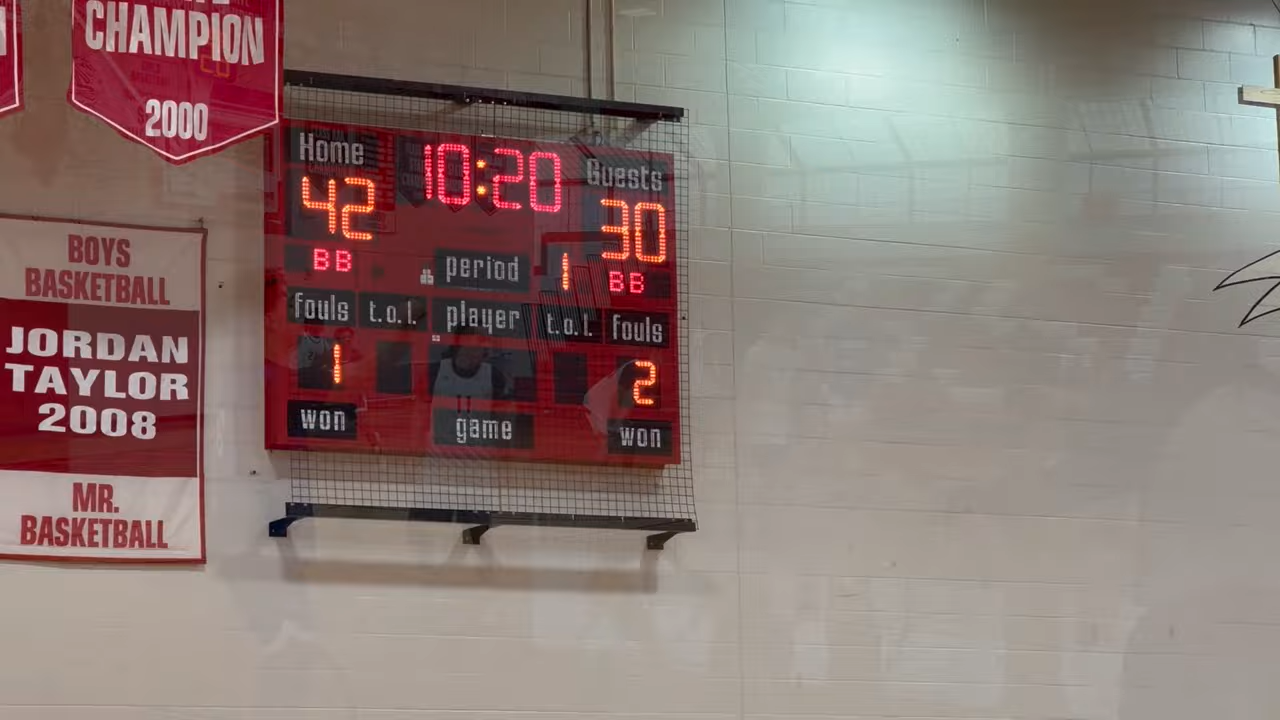 CHAMPION
2000
Home
10:20
Guests
42
30
BB
period
1
BB
fouls
t.o.l.
player
t.o.l.
fouls
1
2
won
game
won
BOYS
BASKETBALL
JORDAN
TAYLOR
2008
MR.
BASKETBALL